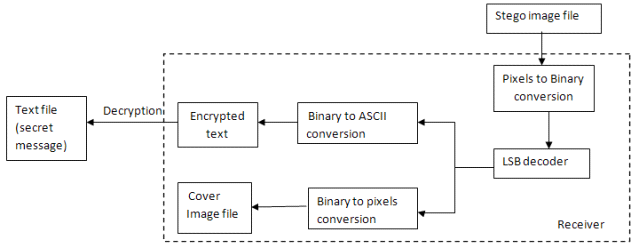 Stego image file
Pixels to Binary
conversion
Text file
(secret
message)
Decryption
Encrypted
text
Binary to ASCII
conversion
LSB decoder
Cover
Image file
Binary to pixels
conversion
Receiver